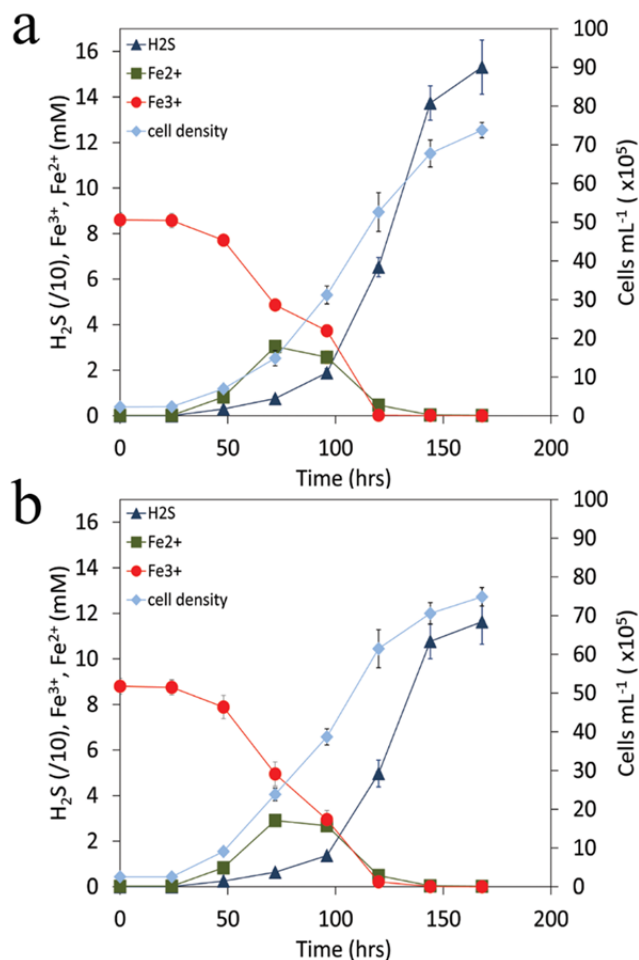 a
H2S
Fe2+
Fe3+
cell density
H₂S (/10), Fe³⁺, Fe²⁺ (mM)
16
14
12
10
8
6
4
2
0
100
90
80
70
60
50
40
30
20
10
0
Cells mL⁻¹ (x10⁵)
0 50 100 150 200
Time (hrs)
b
H2S
Fe2+
Fe3+
cell density
H₂S (/10), Fe³⁺, Fe²⁺ (mM)
16
14
12
10
8
6
4
2
0
100
90
80
70
60
50
40
30
20
10
0
Cells mL⁻¹ ( x10⁵)
0 50 100 150 200
Time (hrs)